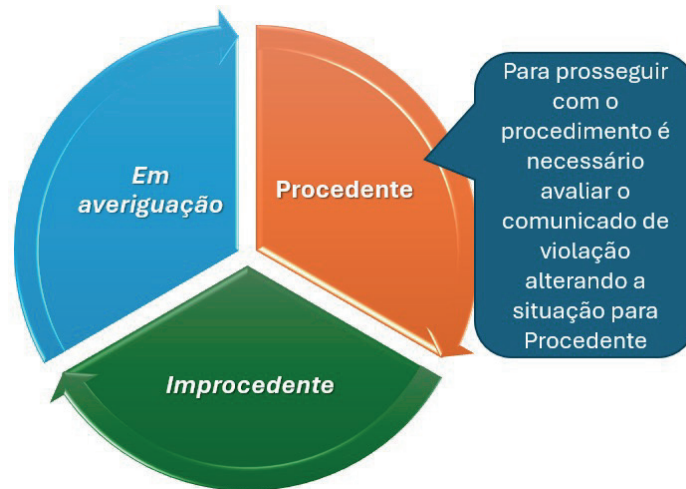 Em
averiguação
Procedente
Improcedente
Para prosseguir
com o
procedimento é
necessário
avaliar o
comunicado de
violação
alterando a
situação para
Procedente